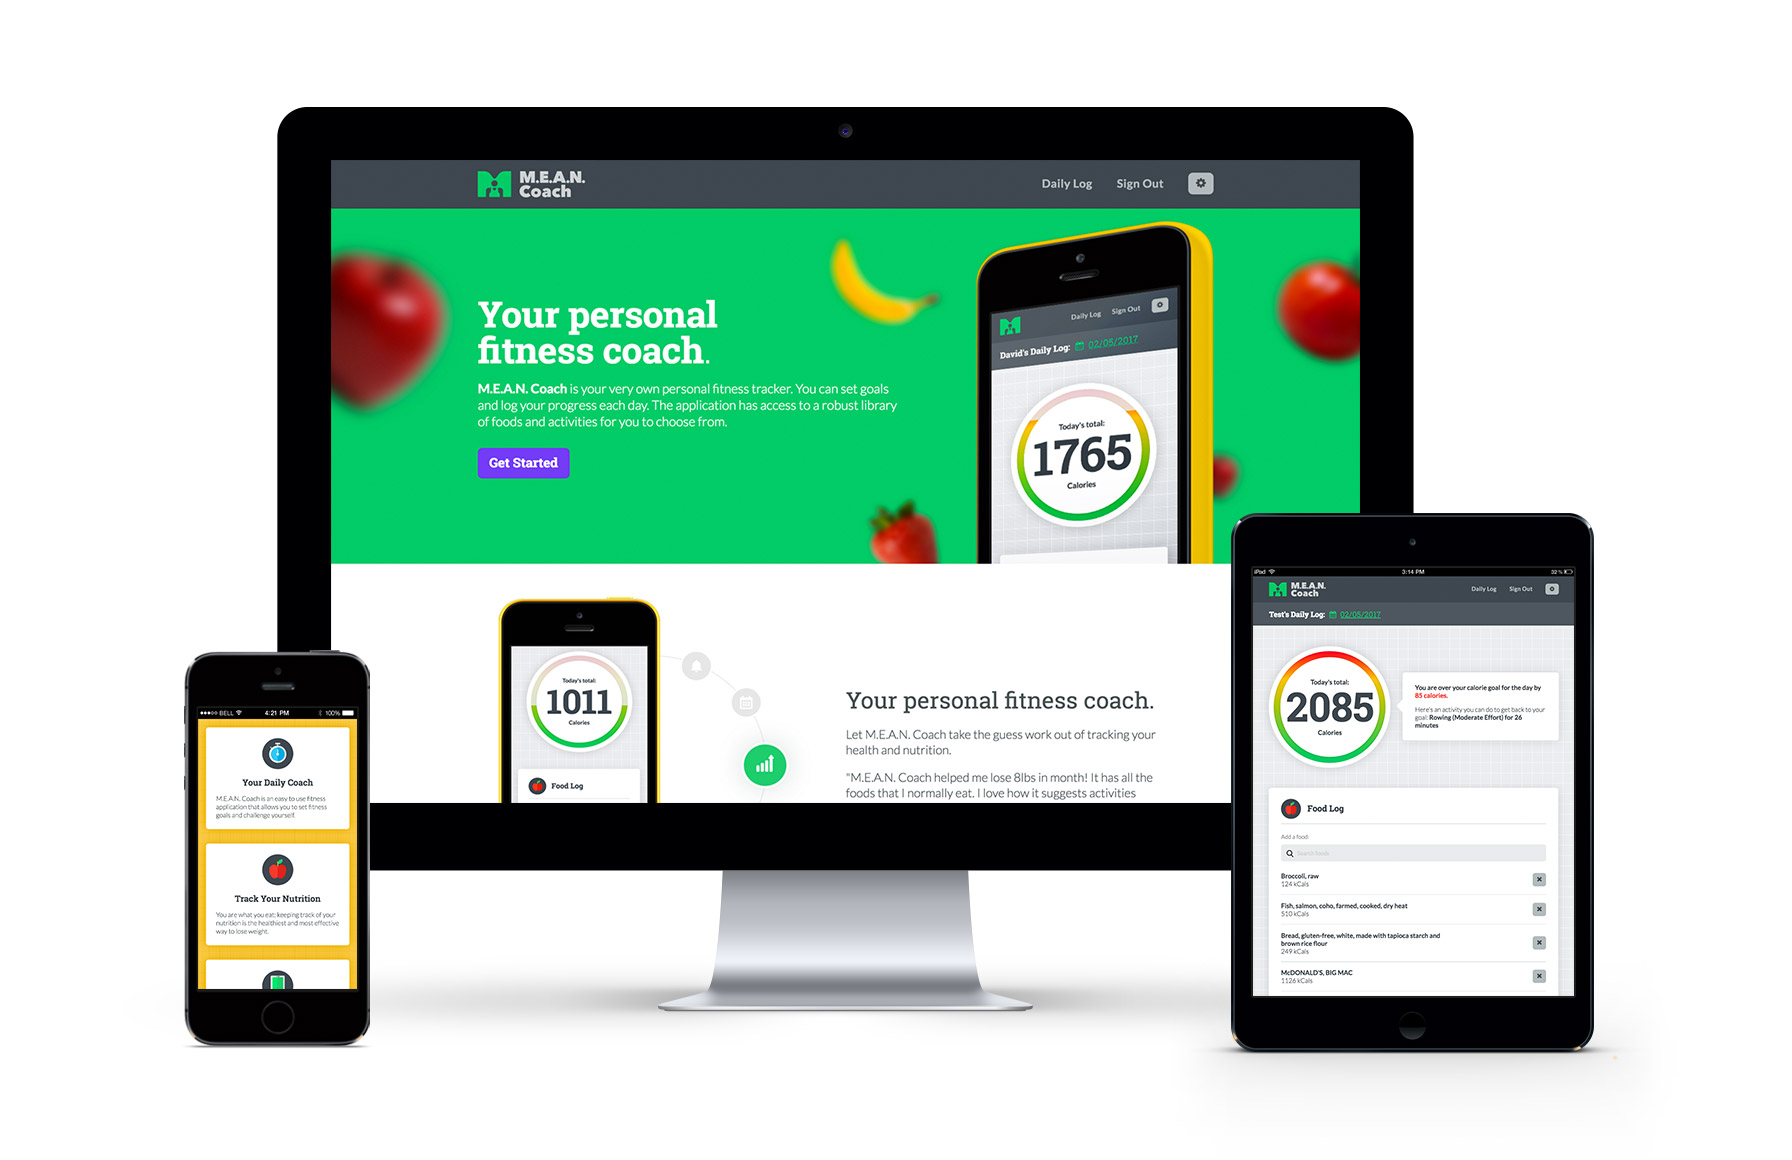 M.E.A.N.
Coach
Daily Log
Sign Out
Your personal
fitness coach.
M.E.A.N. Coach is your very own personal fitness tracker. You can set goals
and log your progress each day. The application has access to a robust library
of foods and activities for you to choose from.
Get Started
Daily Log
Sign Out
David's Daily Log: 02/05/2017
Today's total:
1765
Calories
Today's total:
1011
Calories
Food Log
Your personal fitness coach.
Let M.E.A.N. Coach take the guess work out of tracking your
health and nutrition.
"M.E.A.N. Coach helped me lose 8lbs in month! It has all the
foods that I normally eat. I love how it suggests activities
BELL 4:21 PM 100%
Your Daily Coach
M.E.A.N. Coach is an easy to use fitness
application that allows you to set fitness
goals and challenge yourself.
Track Your Nutrition
You are what you eat; keeping track of your
nutrition is the healthiest and most effective
way to lose weight.
iPad 3:14 PM 32%
M.E.A.N.
Coach
Daily Log
Sign Out
Test's Daily Log: 02/05/2017
Today's total:
2085
Calories
You are over your calorie goal for the day by
85 calories.
Here's an activity you can do to get back to your
goal: Rowing (Moderate Effort) for 26
minutes
Food Log
Add a food:
Search foods
Broccoli, raw
124 kCals
Fish, salmon, coho, farmed, cooked, dry heat
510 kCals
Bread, gluten-free, white, made with tapioca starch and
brown rice flour
249 kCals
McDONALD'S, BIG MAC
1126 kCals